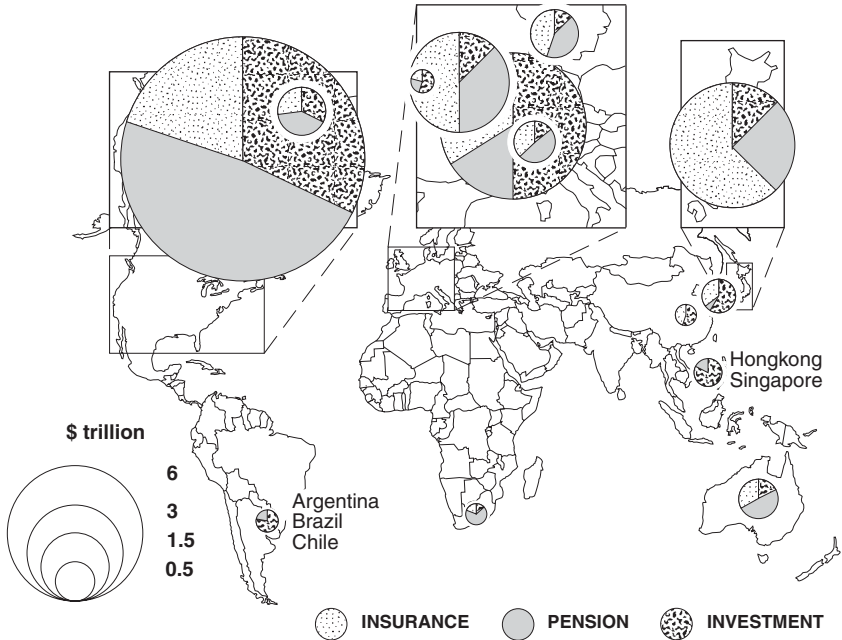 Hongkong
Singapore
$ trillion
6
3
1.5
0.5
Argentina
Brazil
Chile
INSURANCE
PENSION
INVESTMENT